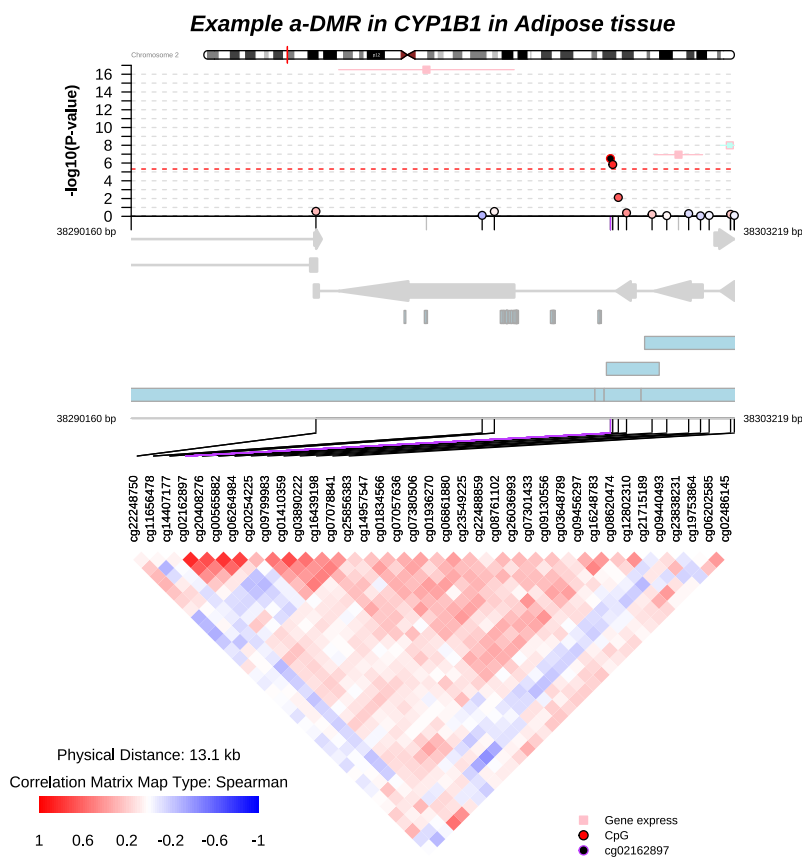 Example a-DMR in CYP1B1 in Adipose tissue
Chromosome 2
p12
-log10(P-value)
16
14
12
10
8
6
4
2
0
38290160 bp
38303219 bp
38290160 bp
38303219 bp
cg22248750
cg11656478
cg14077177
cg02162897
cg20408276
cg00565882
cg06264984
cg20254225
cg09799983
cg01410359
cg03890222
cg16439198
cg07078841
cg25856383
cg14957547
cg01834566
cg07057636
cg07380506
cg01936270
cg06861880
cg23549225
cg22488859
cg08761102
cg26036993
cg07301433
cg09130556
cg03648789
cg09456297
cg16248783
cg08620474
cg12802310
cg21715189
cg09440493
cg23838231
cg19753864
cg06202585
cg02486145
Physical Distance: 13.1 kb
Correlation Matrix Map Type: Spearman
1 0.6 0.2 -0.2 -0.6 -1
Gene express
CpG
cg02162897